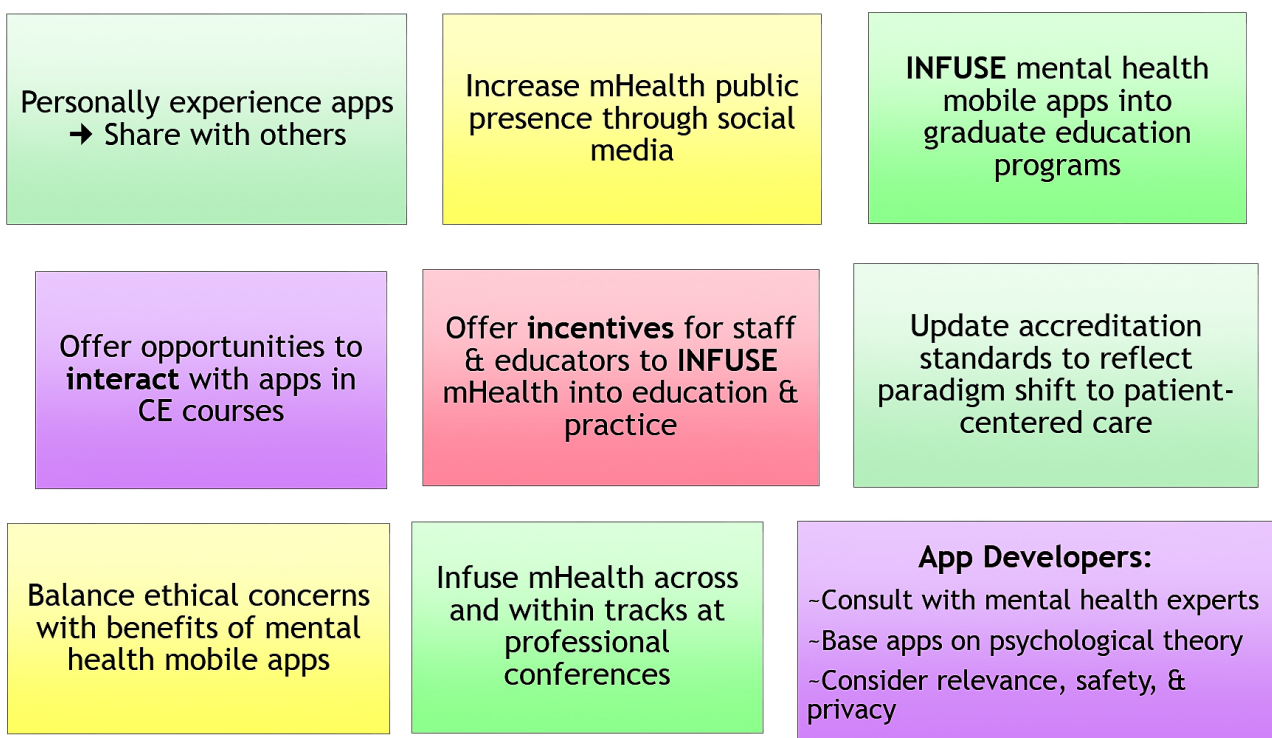 Personally experience apps
➔ Share with others
Increase mHealth public
presence through social
media
INFUSE mental health
mobile apps into
graduate education
programs
Offer opportunities to
interact with apps in
CE courses
Offer incentives for staff
& educators to INFUSE
mHealth into education &
practice
Update accreditation
standards to reflect
paradigm shift to patient-
centered care
Balance ethical concerns
with benefits of mental
health mobile apps
Infuse mHealth across
and within tracks at
professional
conferences
App Developers:
~Consult with mental health experts
~Base apps on psychological theory
~Consider relevance, safety, &
privacy